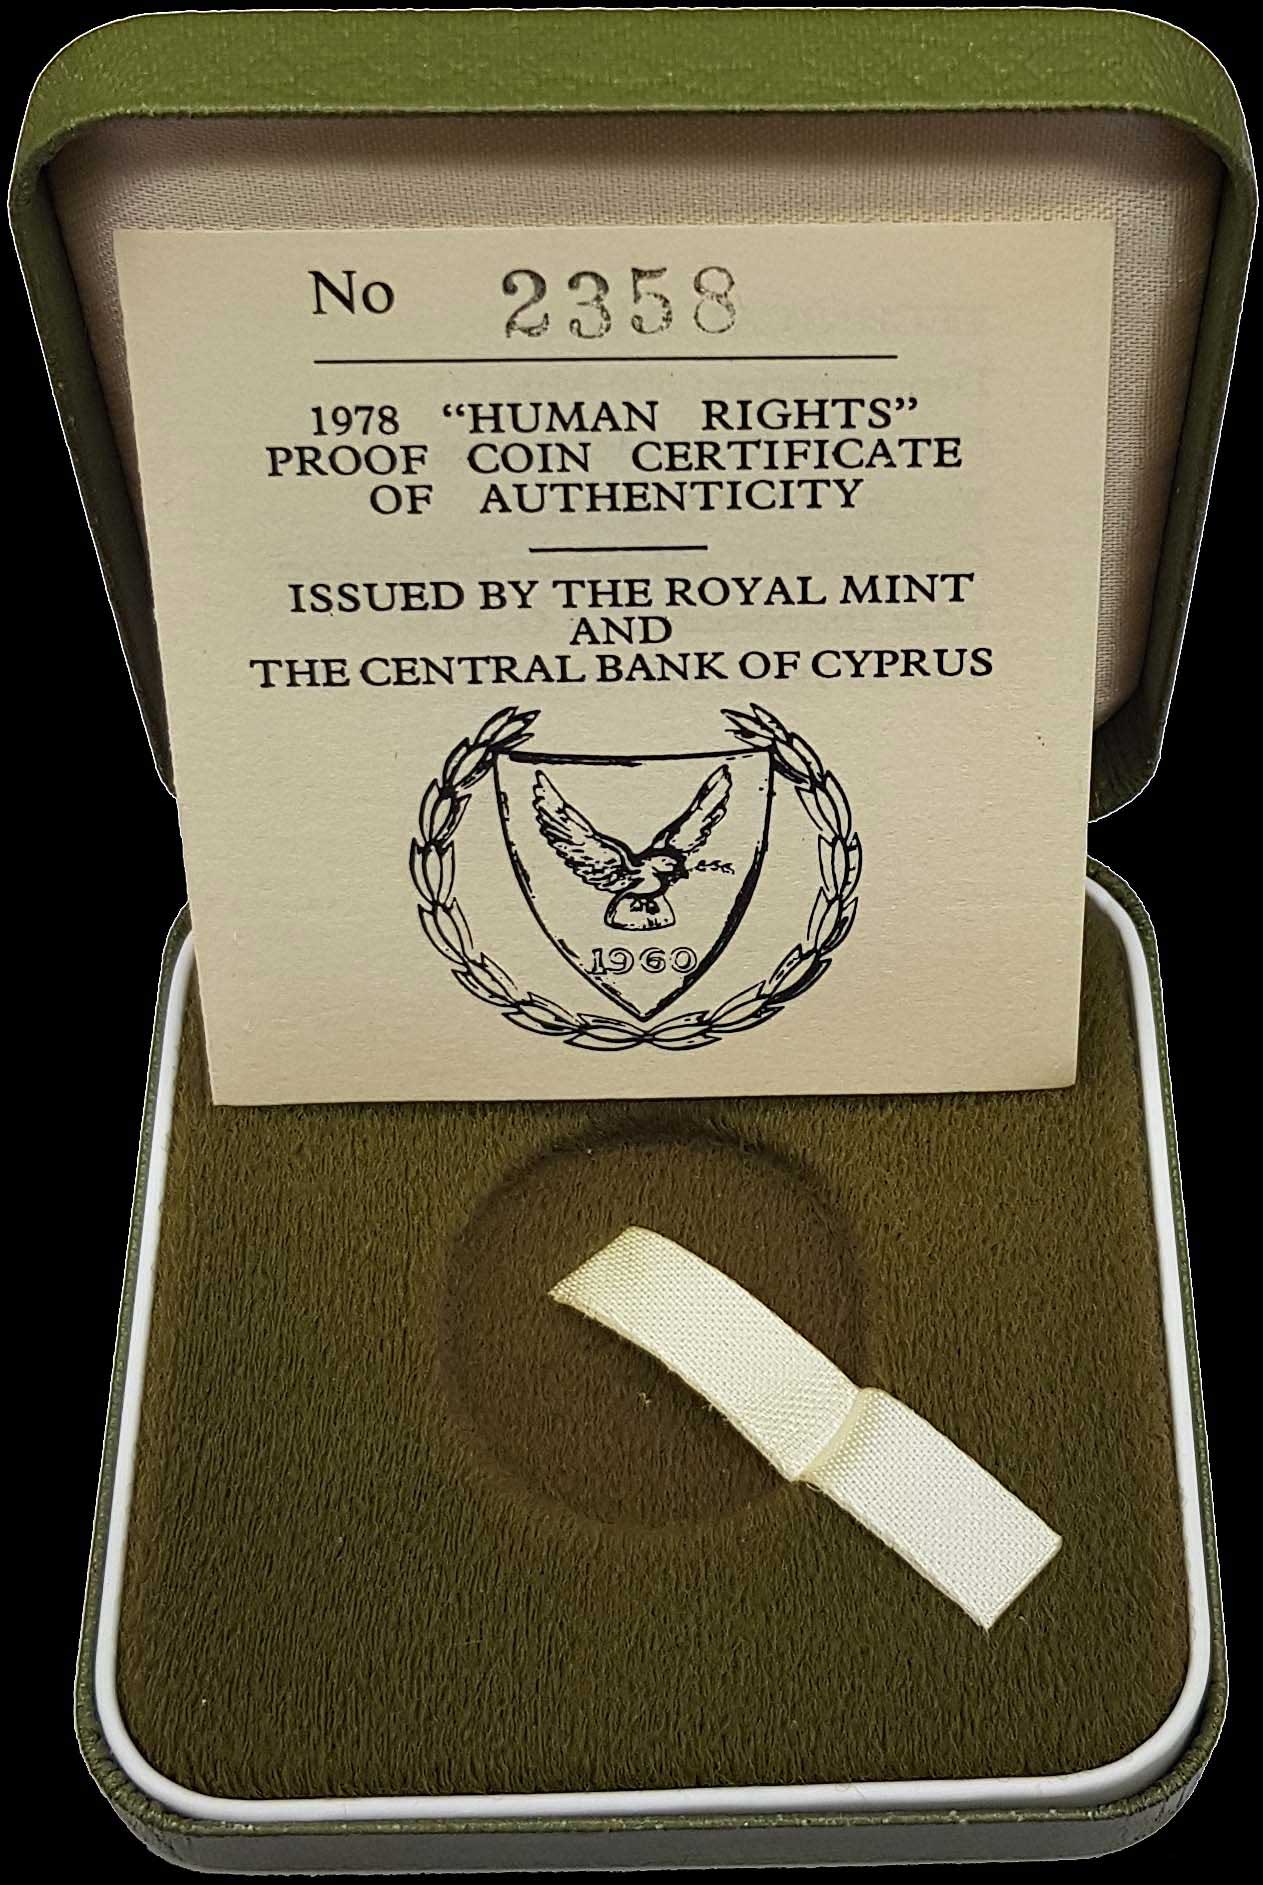 No 2358
1978 “HUMAN RIGHTS”
PROOF COIN CERTIFICATE
OF AUTHENTICITY
ISSUED BY THE ROYAL MINT
AND
THE CENTRAL BANK OF CYPRUS
1960